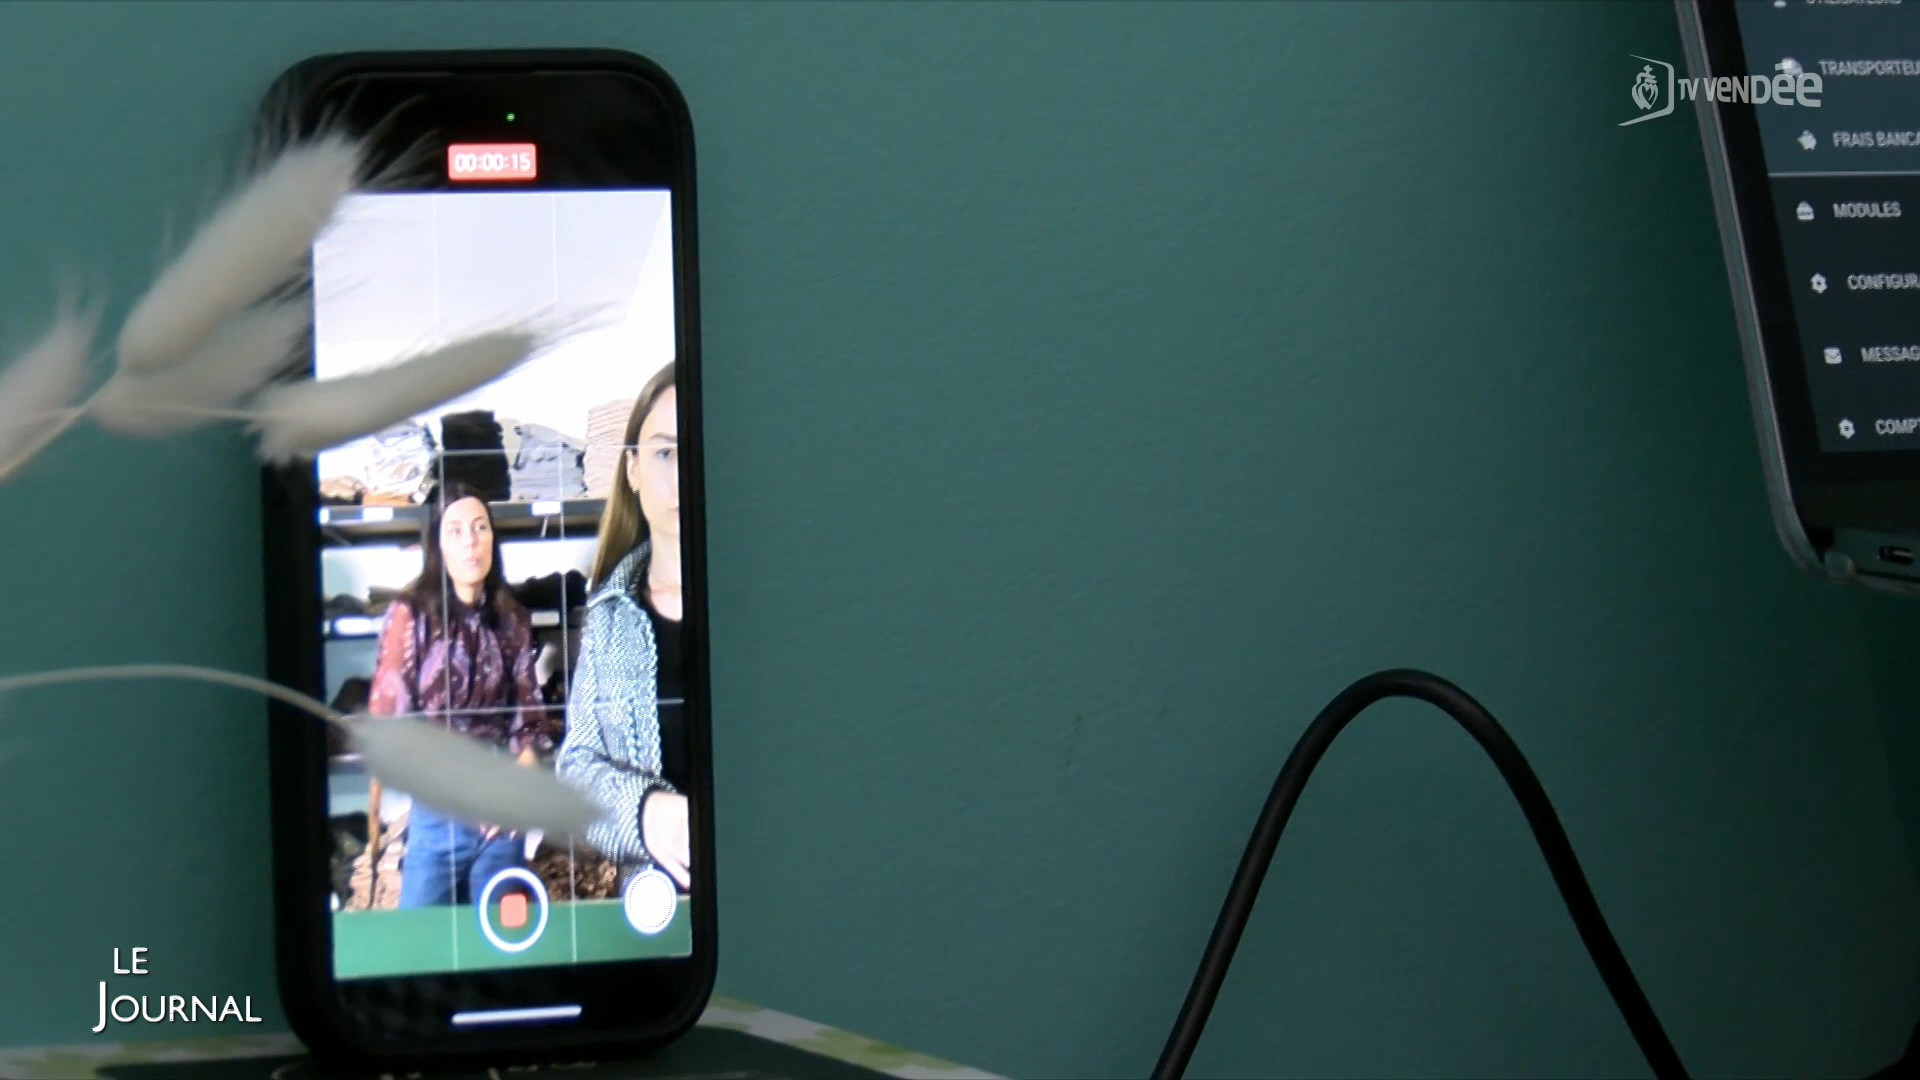 00:00:15
TV VENDÉE
TRANSPORTEU
FRAIS BANCA
MODULES
CONFIGURA
MESSAG
COMPT
LE
JOURNAL